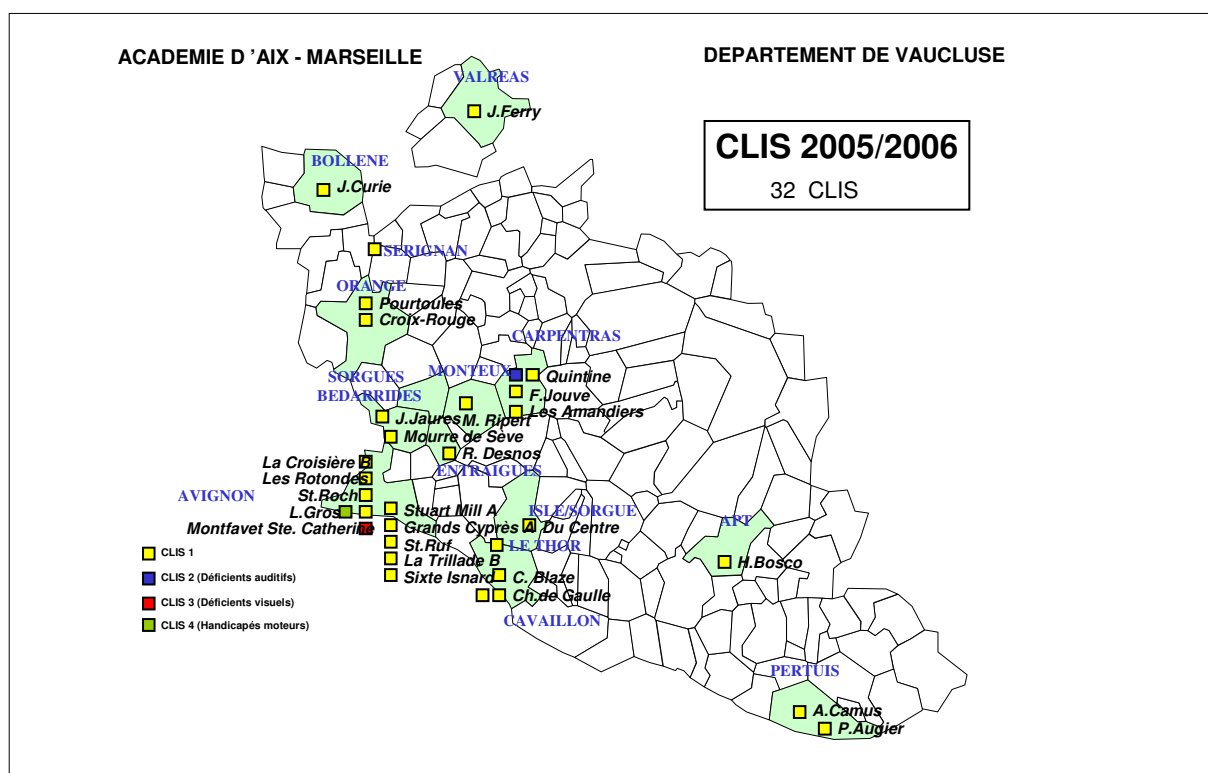 ACADEMIE D 'AIX - MARSEILLE
DEPARTEMENT DE VAUCLUSE
CLIS 2005/2006
32 CLIS
VALREAS
J.Ferry
BOLLENE
J.Curie
SERIGNAN
ORANGE
Pourtoules
Croix-Rouge
CARPENTRAS
SORGUES
MONTEUX
Quintine
BEDARRIDES
F.Jouve
J.Jaures
M. Ripert
Les Amandiers
Mourre de Sève
R. Desnos
La Croisière B
ENTRAIGUES
Les Rotondes
AVIGNON
St.Roch
L.Gros
Stuart Mill A
ISLE/SORGUE
Montfavet Ste. Catherine
Grands Cyprès A
Du Centre
APT
St.Ruf
LE THOR
La Trillade B
H.Bosco
Sixte Isnard
C. Blaze
Ch.de Gaulle
CAVAILLON
CLIS 1
CLIS 2 (Déficients auditifs)
CLIS 3 (Déficients visuels)
CLIS 4 (Handicapés moteurs)
PERTUIS
A.Camus
P.Augier